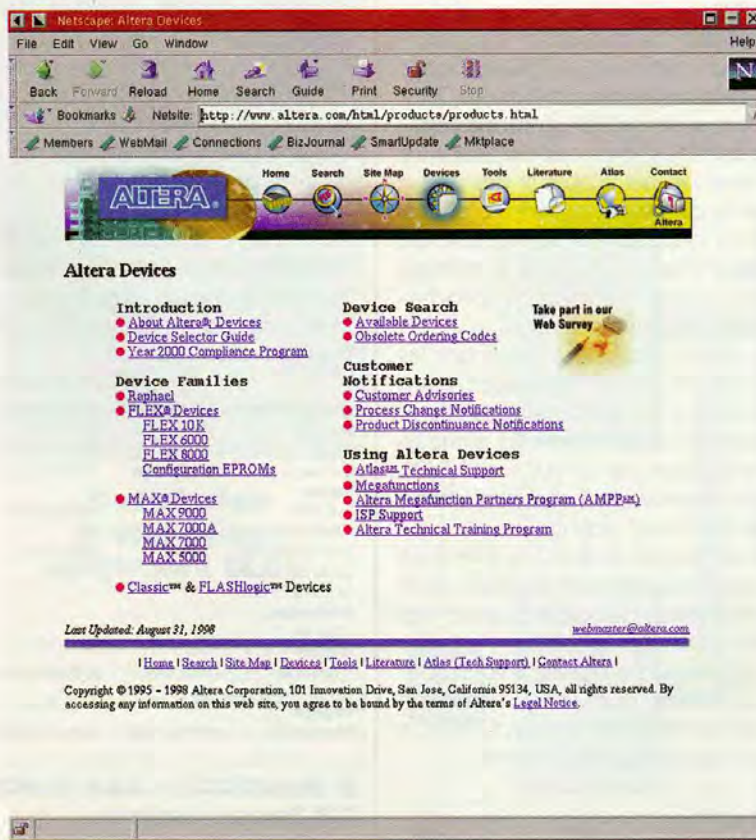 Netscape: Altera Devices
File Edit View Go Window Help
Back Forward Reload Home Search Guide Print Security Stop
N
Bookmarks Netsite: http://www.altera.com/html/products/products.html
Members WebMail Connections BizJournal SmartUpdate Mktplace
Home Search Site Map Devices Tools Literature Atlas Contact
ALTERA®
Altera
Altera Devices
Introduction
About Altera® Devices
Device Selector Guide
Year 2000 Compliance Program
Device Families
Raphael
FLEX® Devices
FLEX 10K
FLEX 6000
FLEX 8000
Configuration EPROMs
MAX® Devices
MAX 9000
MAX 7000A
MAX 7000
MAX 5000
Classic™ & FLASHlogic™ Devices
Device Search
Available Devices
Obsolete Ordering Codes
Customer
Notifications
Customer Advisories
Process Change Notifications
Product Discontinuance Notifications
Using Altera Devices
Atlas℠ Technical Support
Megafunctions
Altera Megafunction Partners Program (AMPP℠)
ISP Support
Altera Technical Training Program
Take part in our
Web Survey
Last Updated: August 31, 1998 webmaster@altera.com
| Home | Search | Site Map | Devices | Tools | Literature | Atlas (Tech Support) | Contact Altera |
Copyright © 1995 - 1998 Altera Corporation, 101 Innovation Drive, San Jose, California 95134, USA, all rights reserved. By
accessing any information on this web site, you agree to be bound by the terms of Altera's Legal Notice.